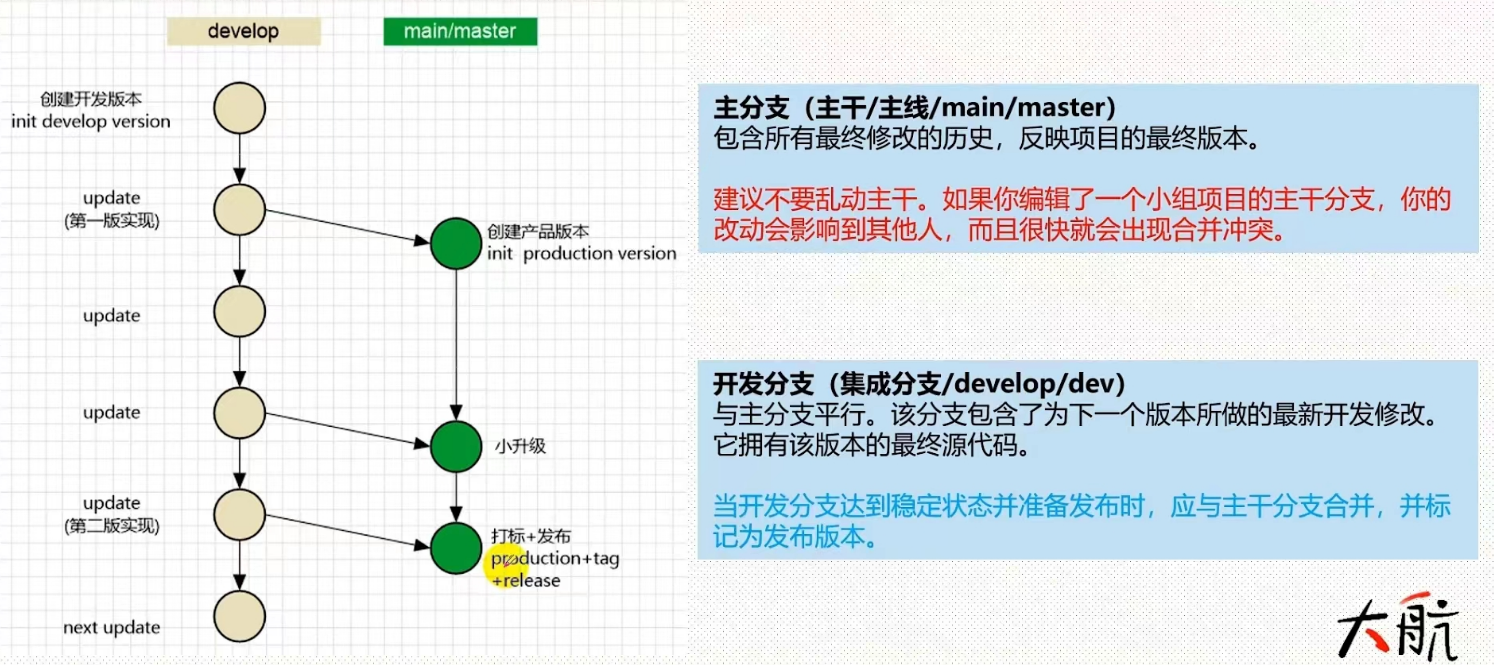 develop
main/master
创建开发版本
init develop version
update
(第一版实现)
创建产品版本
init production version
update
update
小升级
update
(第二版实现)
打标+发布
production+tag
+release
next update
主分支（主干/主线/main/master）
包含所有最终修改的历史，反映项目的最终版本。
建议不要乱动主干。如果你编辑了一个小组项目的主干分支，你的
改动会影响到其他人，而且很快就会出现合并冲突。
开发分支（集成分支/develop/dev）
与主分支平行。该分支包含了为下一个版本所做的最新开发修改。
它拥有该版本的最终源代码。
当开发分支达到稳定状态并准备发布时，应与主干分支合并，并标
记为发布版本。
大航